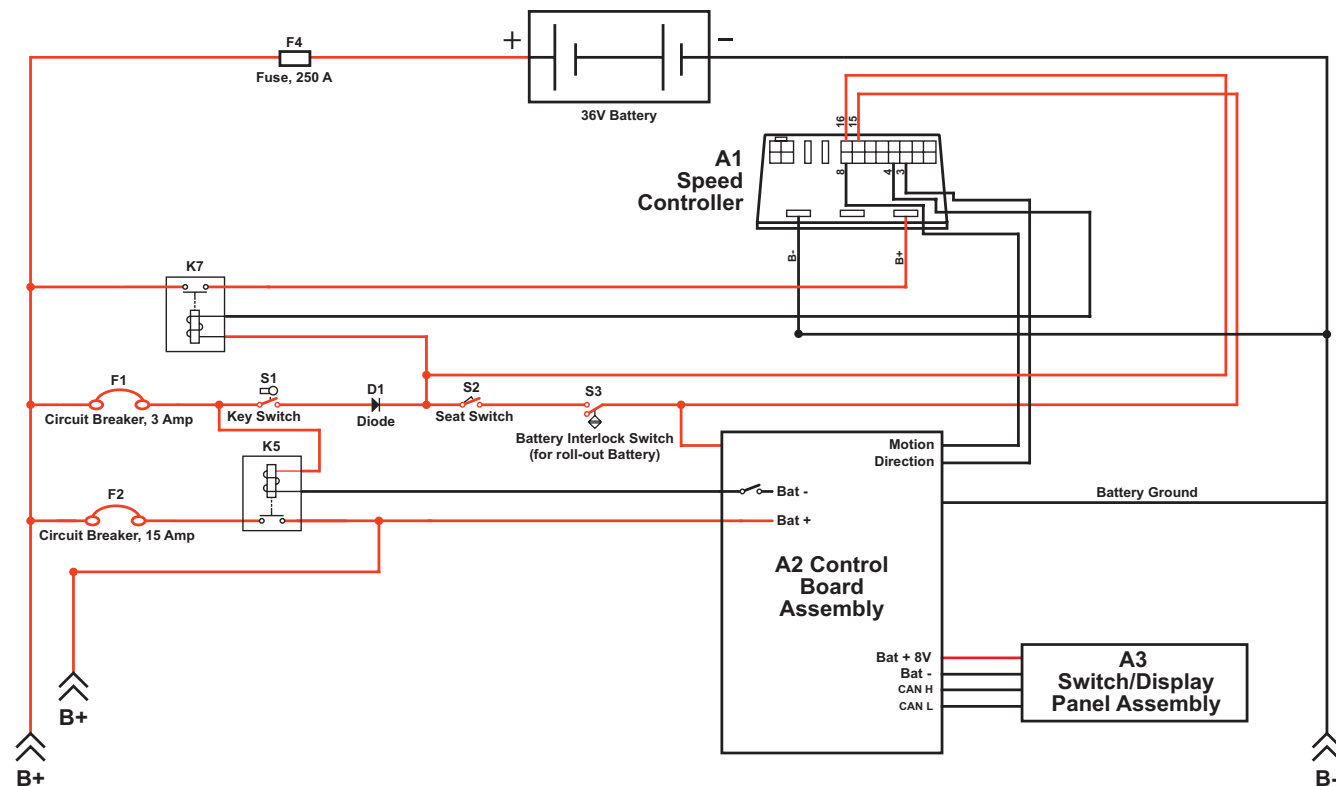 F4
Fuse, 250 A
+
–
36V Battery
16
15
A1
Speed
Controller
8
4
3
B-
B+
K7
F1
Circuit Breaker, 3 Amp
S1
Key Switch
D1
Diode
S2
Seat Switch
S3
Battery Interlock Switch
(for roll-out Battery)
K5
F2
Circuit Breaker, 15 Amp
Motion
Direction
Bat -
Bat +
Battery Ground
A2 Control
Board
Assembly
Bat + 8V
Bat -
CAN H
CAN L
A3
Switch/Display
Panel Assembly
B+
B+
B-